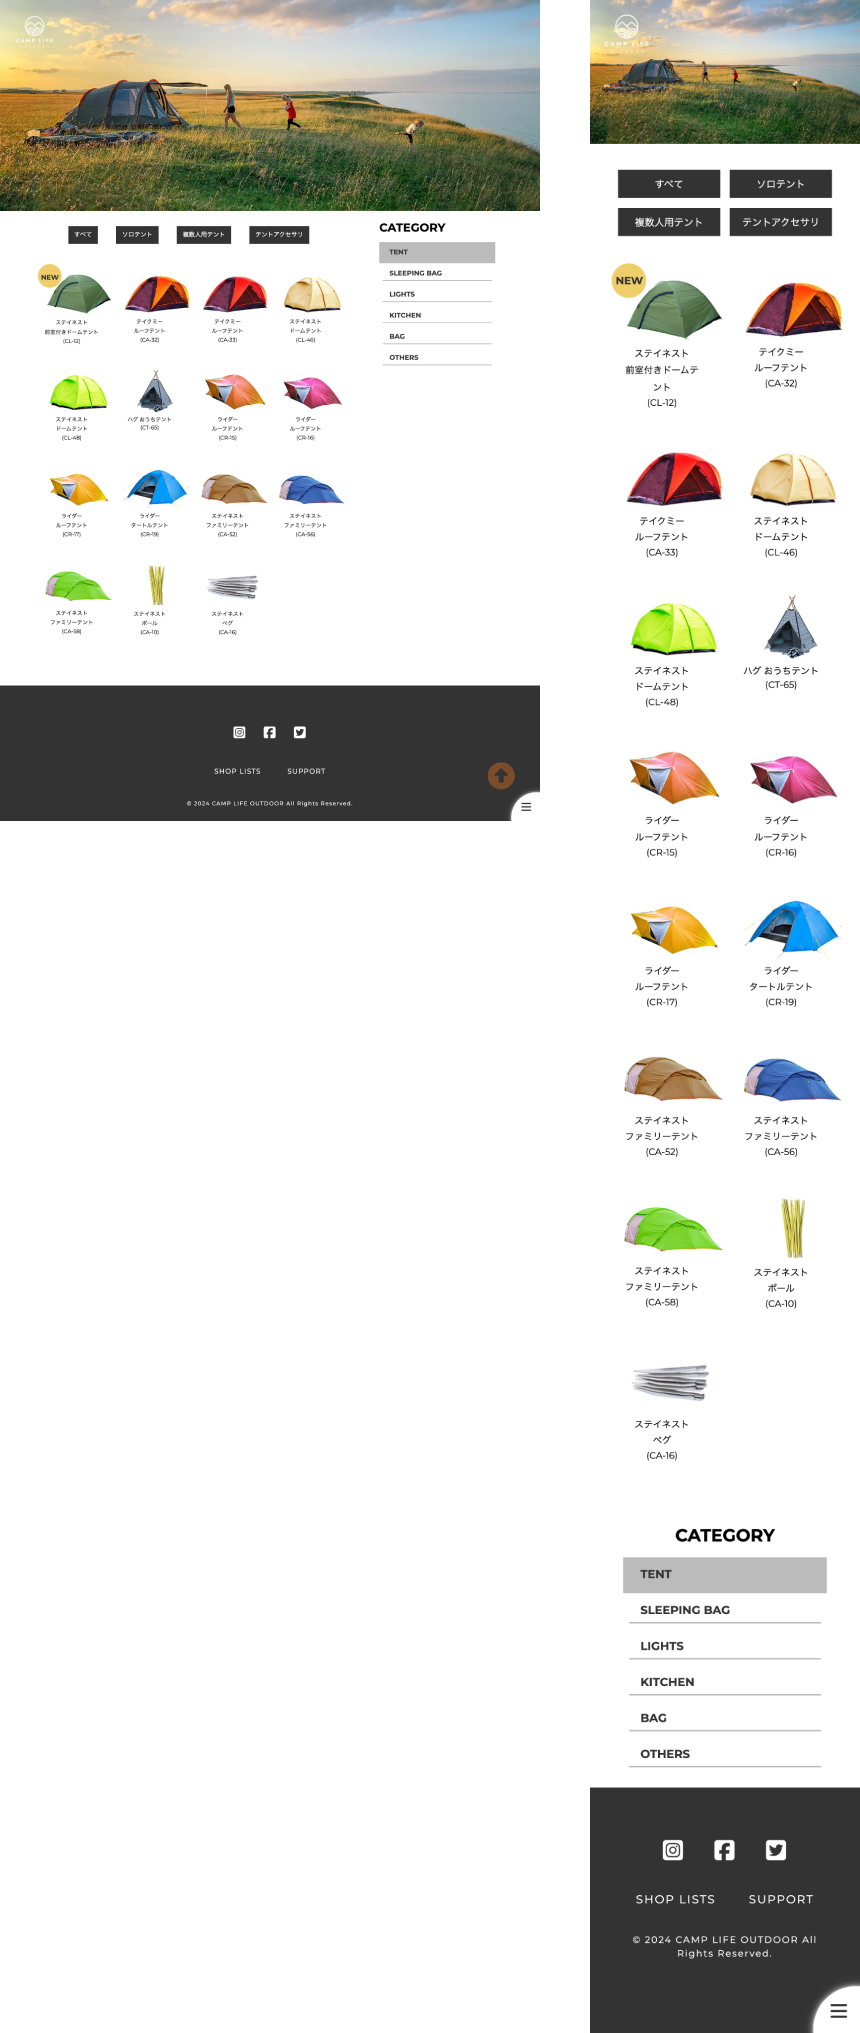 CAMP LIFE
すべて
ソロテント
複数人用テント
テントアクセサリ
CATEGORY
TENT
SLEEPING BAG
LIGHTS
KITCHEN
BAG
OTHERS
NEW
ステイネスト
前室付きドームテント
(CL-12)
テイクミー
ルーフテント
(CA-32)
テイクミー
ルーフテント
(CA-33)
ステイネスト
ドームテント
(CL-46)
ステイネスト
ドームテント
(CL-48)
ハグ おうちテント
(CT-65)
ライダー
ルーフテント
(CR-15)
ライダー
ルーフテント
(CR-16)
ライダー
ルーフテント
(CR-17)
ライダー
タートルテント
(CR-19)
ステイネスト
ファミリーテント
(CA-52)
ステイネスト
ファミリーテント
(CA-56)
ステイネスト
ファミリーテント
(CA-58)
ステイネスト
ポール
(CA-10)
ステイネスト
ペグ
(CA-16)
SHOP LISTS
SUPPORT
© 2024 CAMP LIFE OUTDOOR All Rights Reserved.
CAMP LIFE
すべて
ソロテント
複数人用テント
テントアクセサリ
NEW
ステイネスト
前室付きドームテ
ント
(CL-12)
テイクミー
ルーフテント
(CA-32)
テイクミー
ルーフテント
(CA-33)
ステイネスト
ドームテント
(CL-46)
ステイネスト
ドームテント
(CL-48)
ハグ おうちテント
(CT-65)
ライダー
ルーフテント
(CR-15)
ライダー
ルーフテント
(CR-16)
ライダー
ルーフテント
(CR-17)
ライダー
タートルテント
(CR-19)
ステイネスト
ファミリーテント
(CA-52)
ステイネスト
ファミリーテント
(CA-56)
ステイネスト
ファミリーテント
(CA-58)
ステイネスト
ポール
(CA-10)
ステイネスト
ペグ
(CA-16)
CATEGORY
TENT
SLEEPING BAG
LIGHTS
KITCHEN
BAG
OTHERS
SHOP LISTS
SUPPORT
© 2024 CAMP LIFE OUTDOOR All
Rights Reserved.